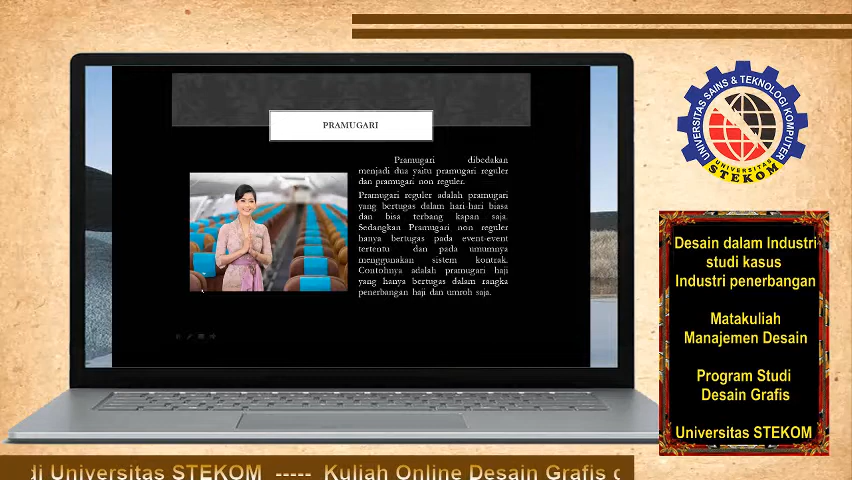 PRAMUGARI
Pramugari dibedakan
menjadi dua yaitu pramugari reguler
dan pramugari non reguler.
Pramugari reguler adalah pramugari
yang bertugas dalam hari-hari biasa
dan bisa terbang kapan saja.
Sedangkan Pramugari non reguler
hanya bertugas pada event-event
tertentu dan pada umumnya
menggunakan sistem kontrak.
Contohnya adalah pramugari haji
yang hanya bertugas dalam rangka
penerbangan haji dan umroh saja.
UNIVERSITAS SAINS & TEKNOLOGI KOMPUTER
UNIVERSITAS
STEKOM
Desain dalam Industri
studi kasus
Industri penerbangan
Matakuliah
Manajemen Desain
Program Studi
Desain Grafis
Universitas STEKOM
di Universitas STEKOM ----- Kuliah Online Desain Grafis